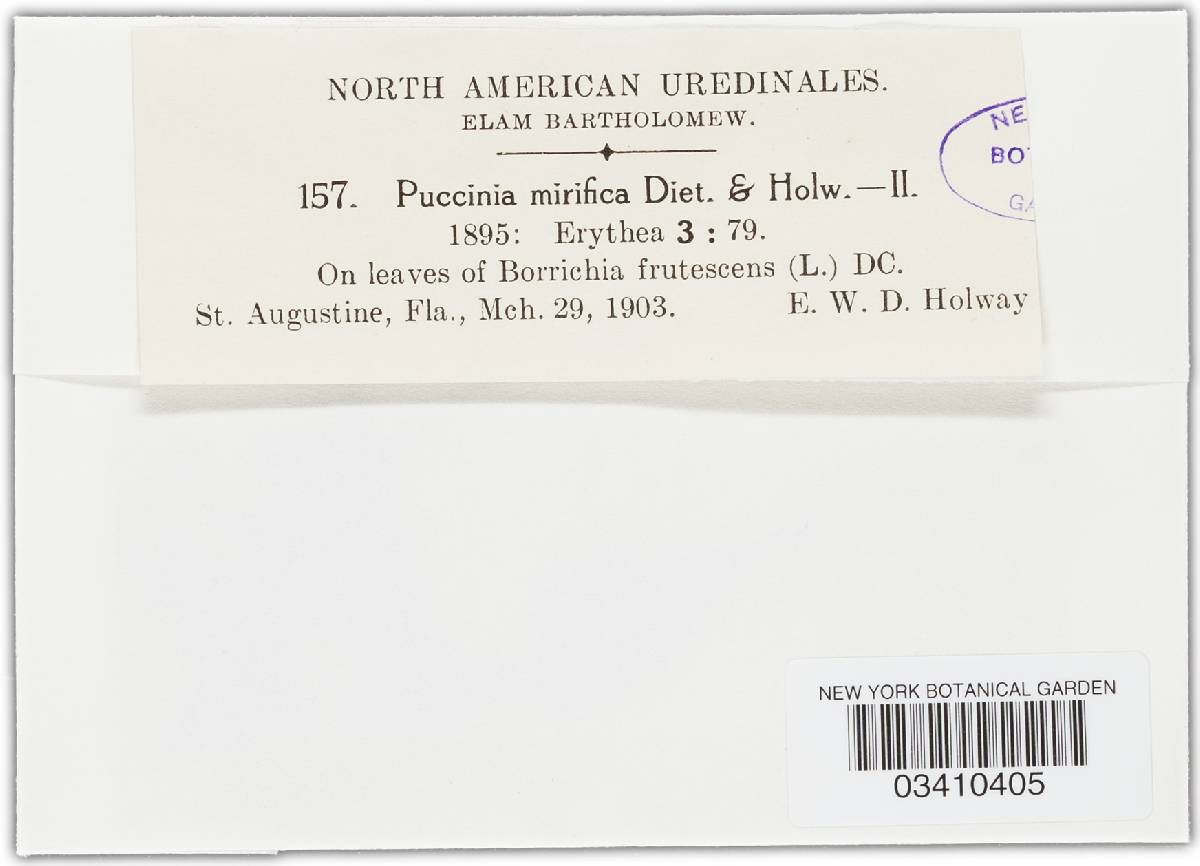 NORTH AMERICAN UREDINALES.
ELAM BARTHOLOMEW.
157. Puccinia mirifica Diet. & Holw.—II.
1895: Erythea 3 : 79.
On leaves of Borrichia frutescens (L.) DC.
St. Augustine, Fla., Mch. 29, 1903. E. W. D. Holway
NE
BO
GA
NEW YORK BOTANICAL GARDEN
03410405